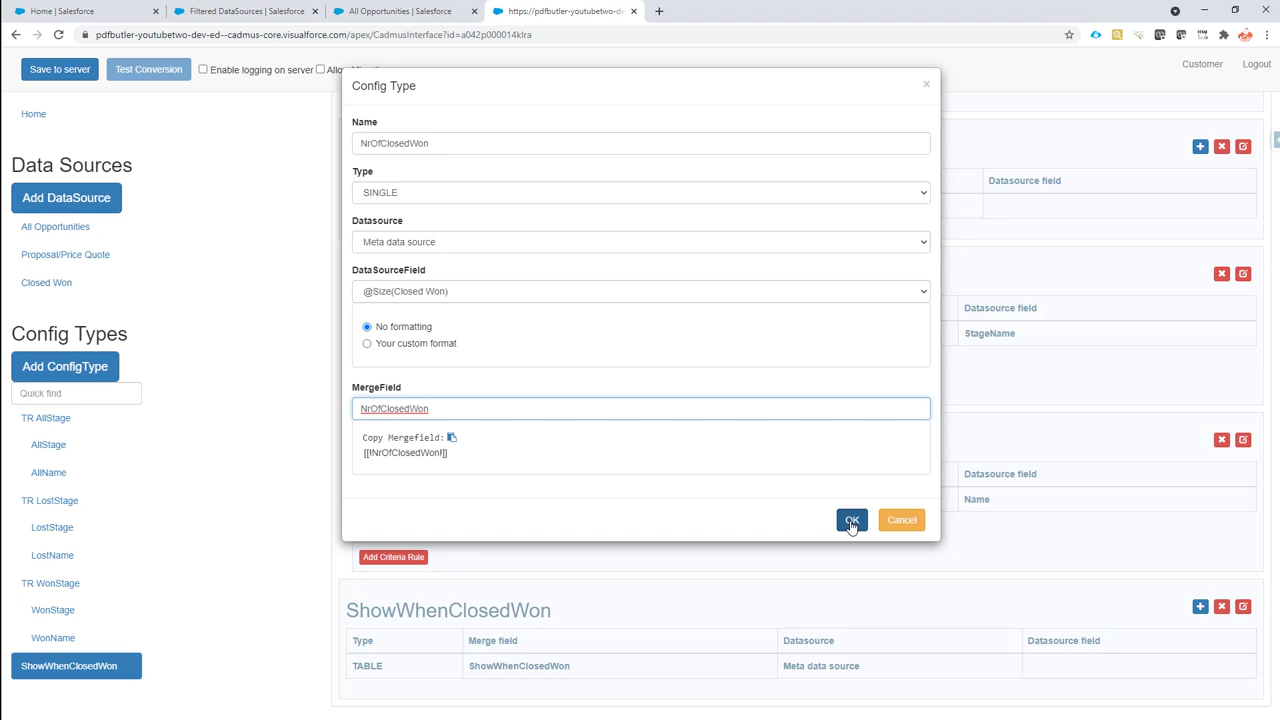 Home | Salesforce
Filtered DataSources | Salesforce
All Opportunities | Salesforce
https://pdfbutler-youtubetwo-de
pdfbutler-youtubetwo-dev-ed--cadmus-core.visualforce.com/apex/CadmusInterface?id=a042p000014klra
Save to server
Test Conversion
Enable logging on server
Customer
Logout
Home
Data Sources
Add DataSource
All Opportunities
Proposal/Price Quote
Closed Won
Config Types
Add ConfigType
Quick find
TR AllStage
AllStage
AllName
TR LostStage
LostStage
LostName
TR WonStage
WonStage
WonName
ShowWhenClosedWon
Config Type
×
Name
NrOfClosedWon
Type
SINGLE
Datasource
Meta data source
DataSourceField
@Size(Closed Won)
No formatting
Your custom format
MergeField
NrOfClosedWon
Copy Mergefield:
[[!NrOfClosedWon!]]
OK
Cancel
Datasource field
Datasource field
StageName
Datasource field
Name
Add Criteria Rule
ShowWhenClosedWon
Type Merge field Datasource Datasource field
TABLE ShowWhenClosedWon Meta data source